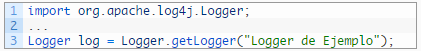 1 import org.apache.log4j.Logger;
2 ...
3 Logger log = Logger.getLogger("Logger de Ejemplo");